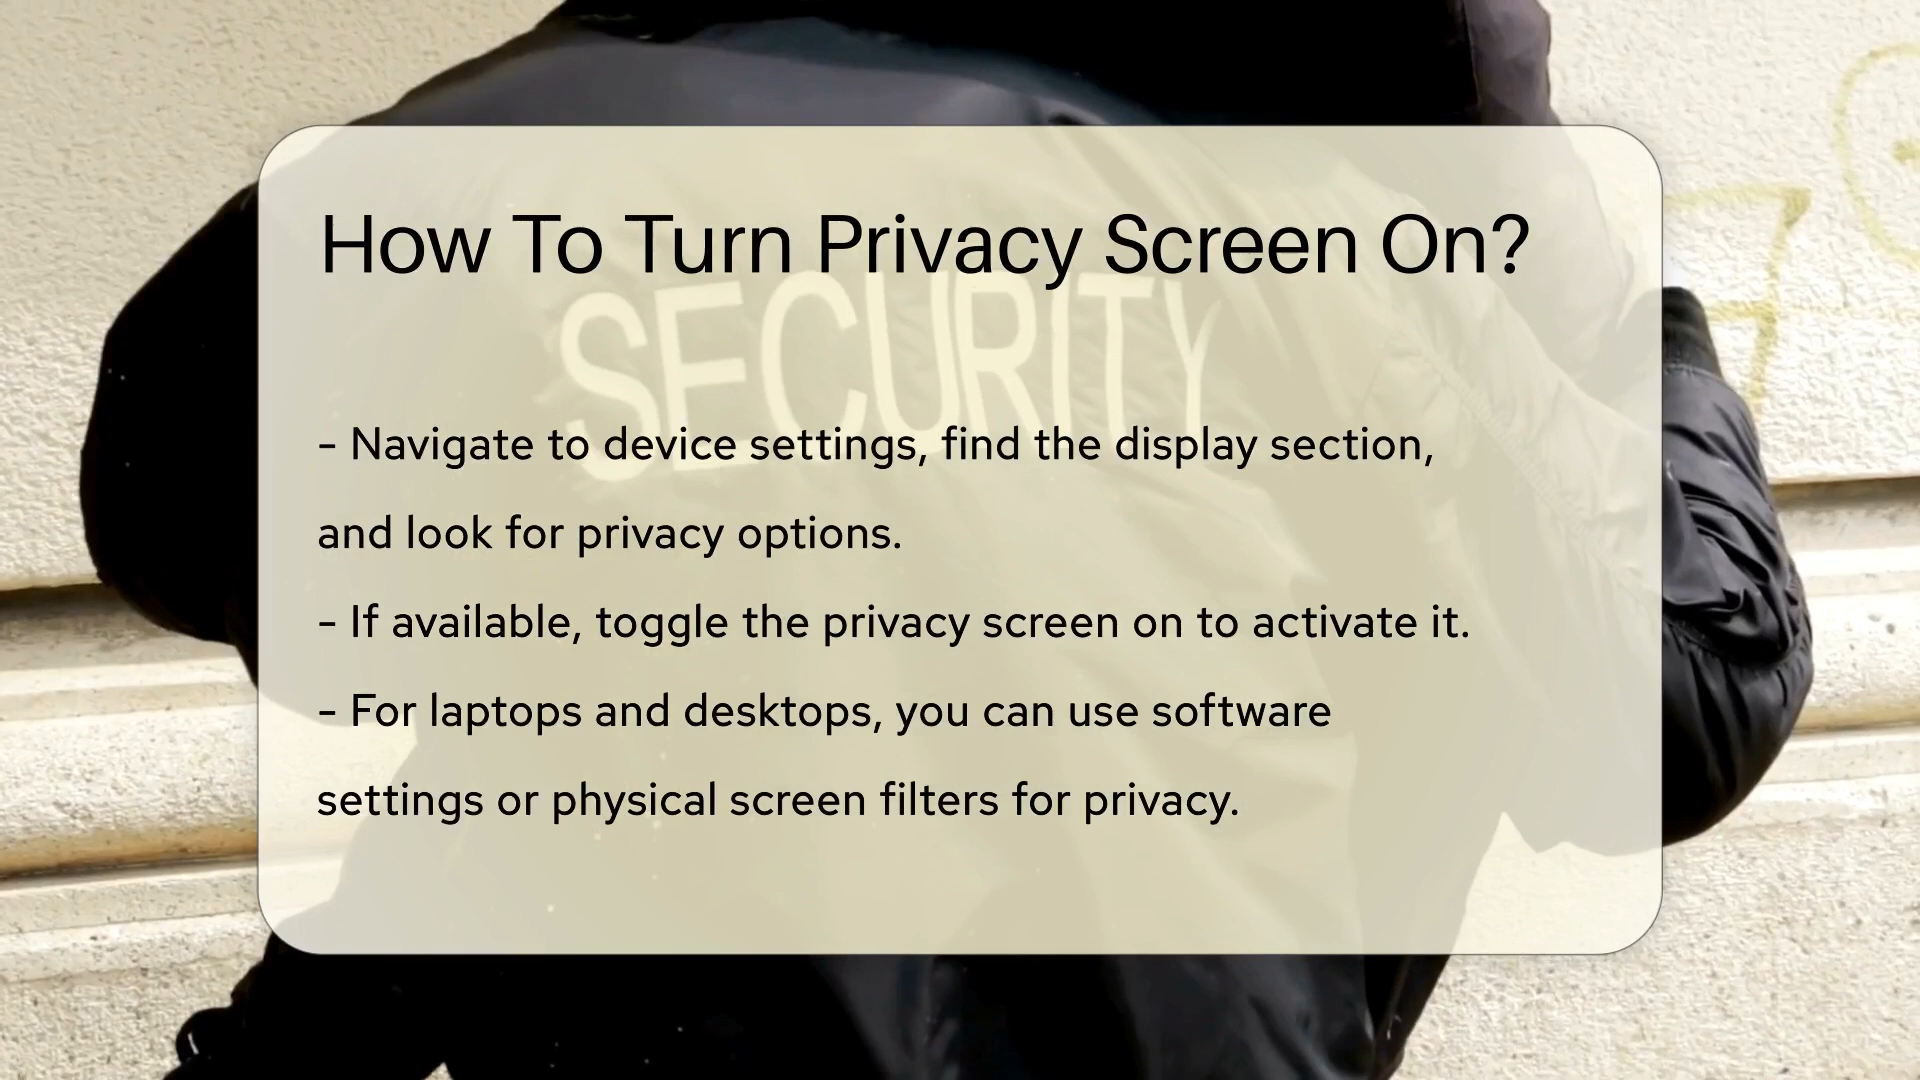 How To Turn Privacy Screen On?
SECURITY
- Navigate to device settings, find the display section,
and look for privacy options.
- If available, toggle the privacy screen on to activate it.
- For laptops and desktops, you can use software
settings or physical screen filters for privacy.